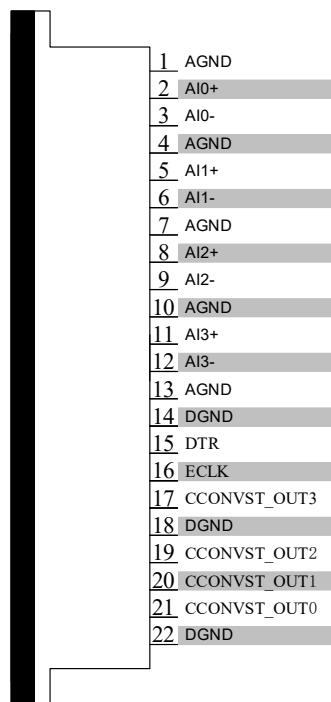 1 AGND
2 AI0+
3 AI0-
4 AGND
5 AI1+
6 AI1-
7 AGND
8 AI2+
9 AI2-
10 AGND
11 AI3+
12 AI3-
13 AGND
14 DGND
15 DTR
16 ECLK
17 CCONVST_OUT3
18 DGND
19 CCONVST_OUT2
20 CCONVST_OUT1
21 CCONVST_OUT0
22 DGND